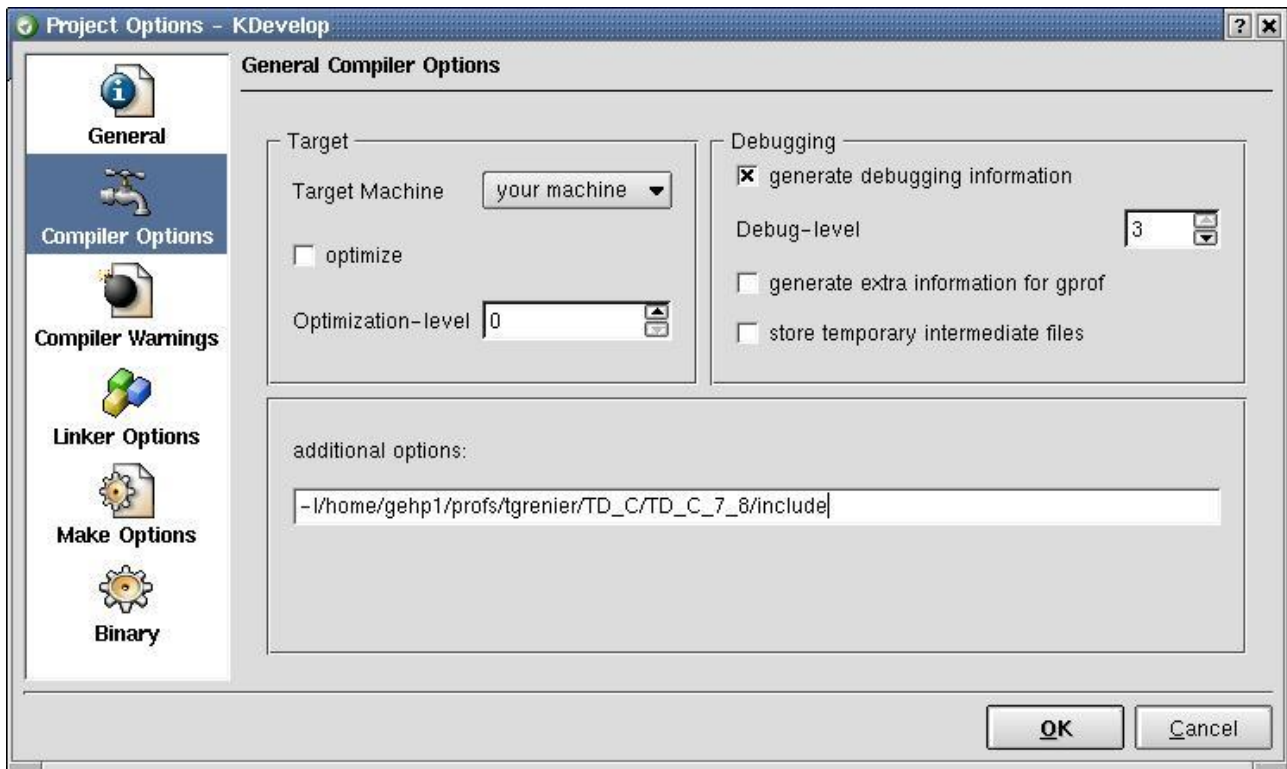 Project Options - KDevelop
General
Compiler Options
Compiler Warnings
Linker Options
Make Options
Binary
General Compiler Options
Target
Target Machine your machine
optimize
Optimization-level 0
Debugging
generate debugging information
Debug-level 3
generate extra information for gprof
store temporary intermediate files
additional options:
-I/home/gehp1/profs/tgrenier/TD_C/TD_C_7_8/include
OK Cancel